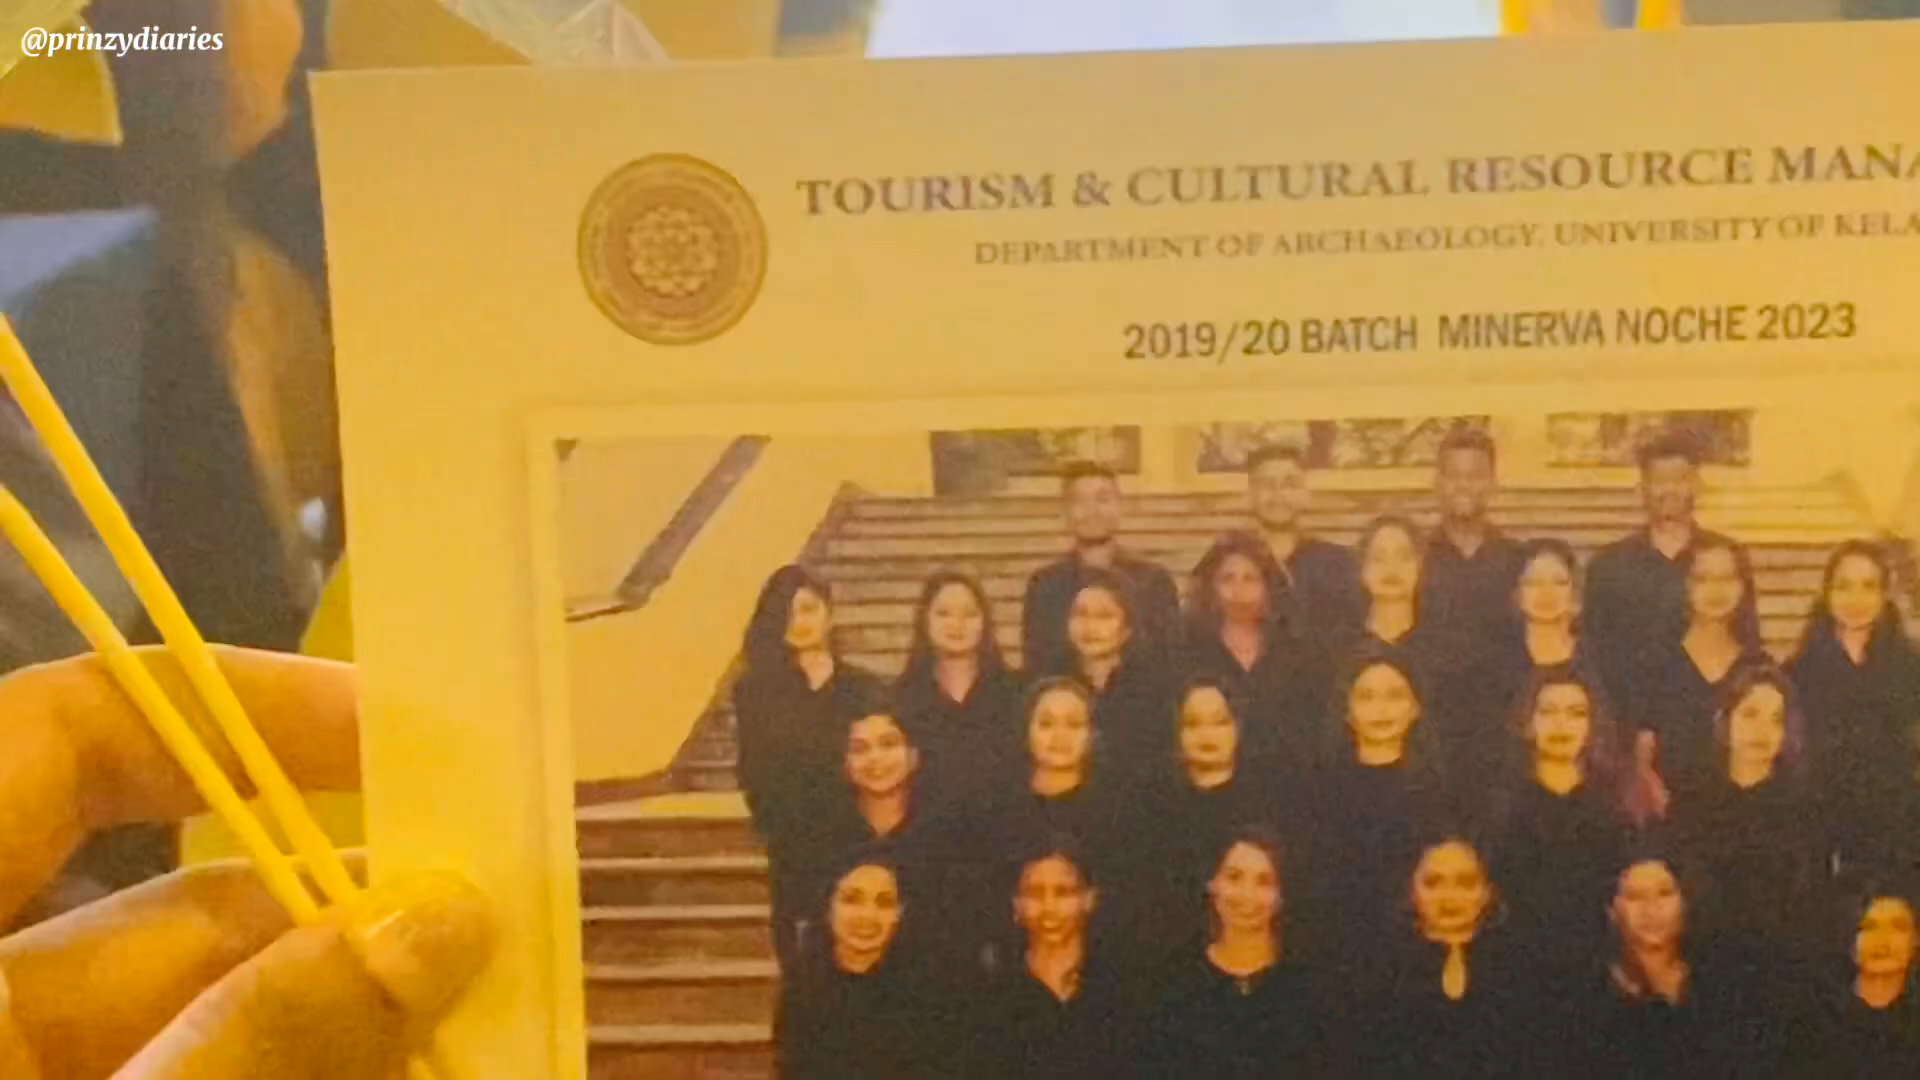 @prinzydiaries
TOURISM & CULTURAL RESOURCE MANA
DEPARTMENT OF ARCHAEOLOGY, UNIVERSITY OF KELA
2019/20 BATCH MINERVA NOCHE 2023